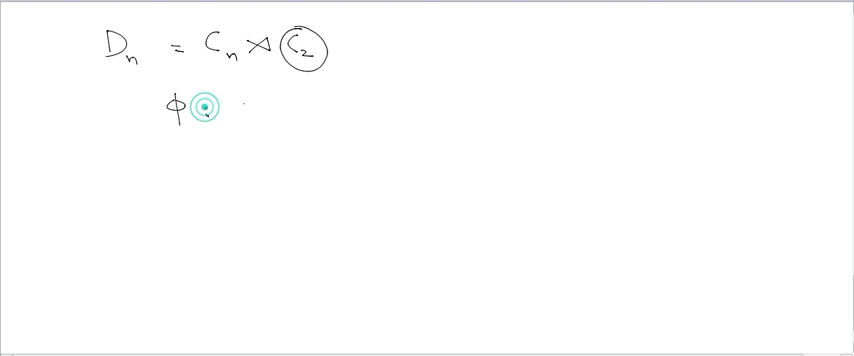 Dₙ = Cₙ ⋊ C₂
ϕ